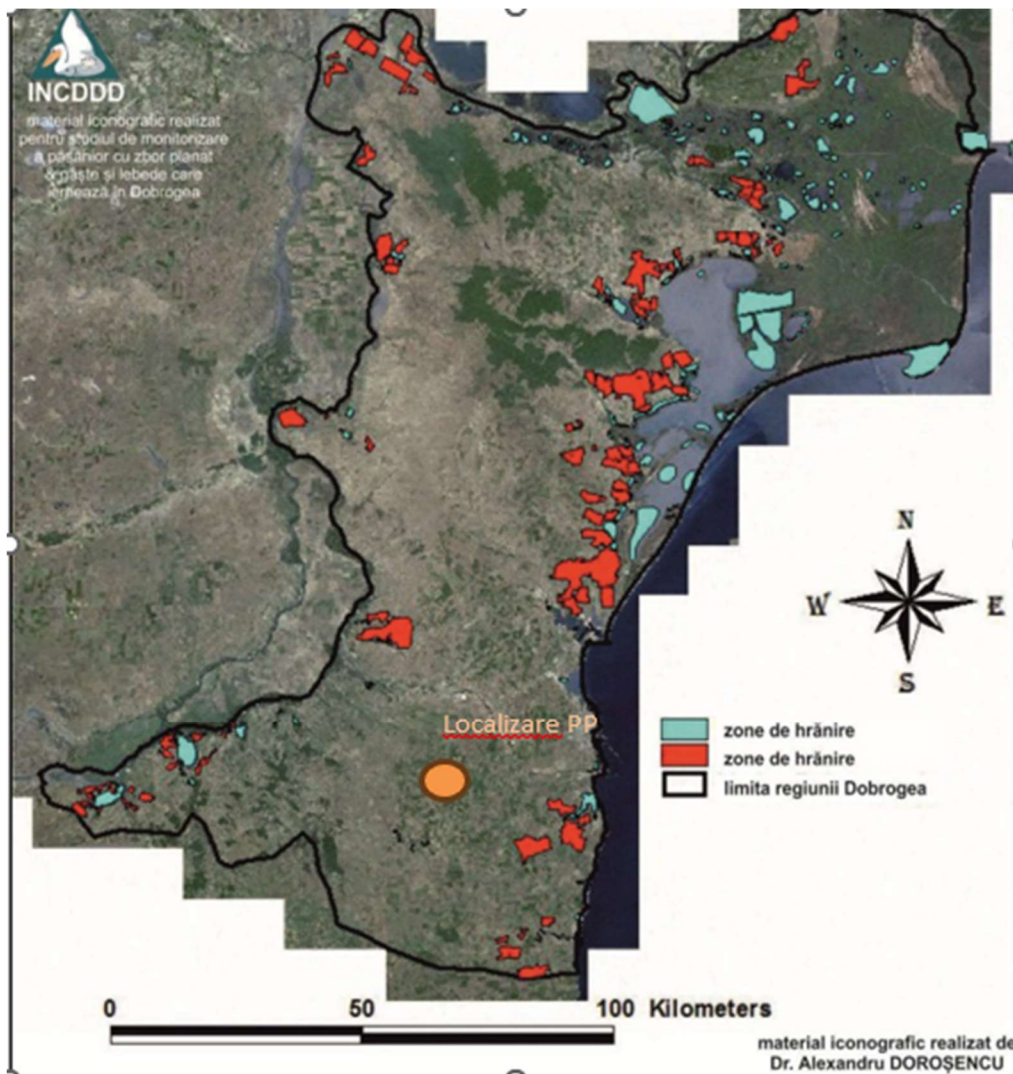 INCDDD
material iconografic realizat
pentru studiul de monitorizare
a păsărilor cu zbor planat
& gâște și lebede care
iernează în Dobrogea
N
W
E
S
Localizare PP
zone de hrănire
zone de hrănire
limita regiunii Dobrogea
0 50 100 Kilometers
material iconografic realizat de
Dr. Alexandru DOROȘENCU